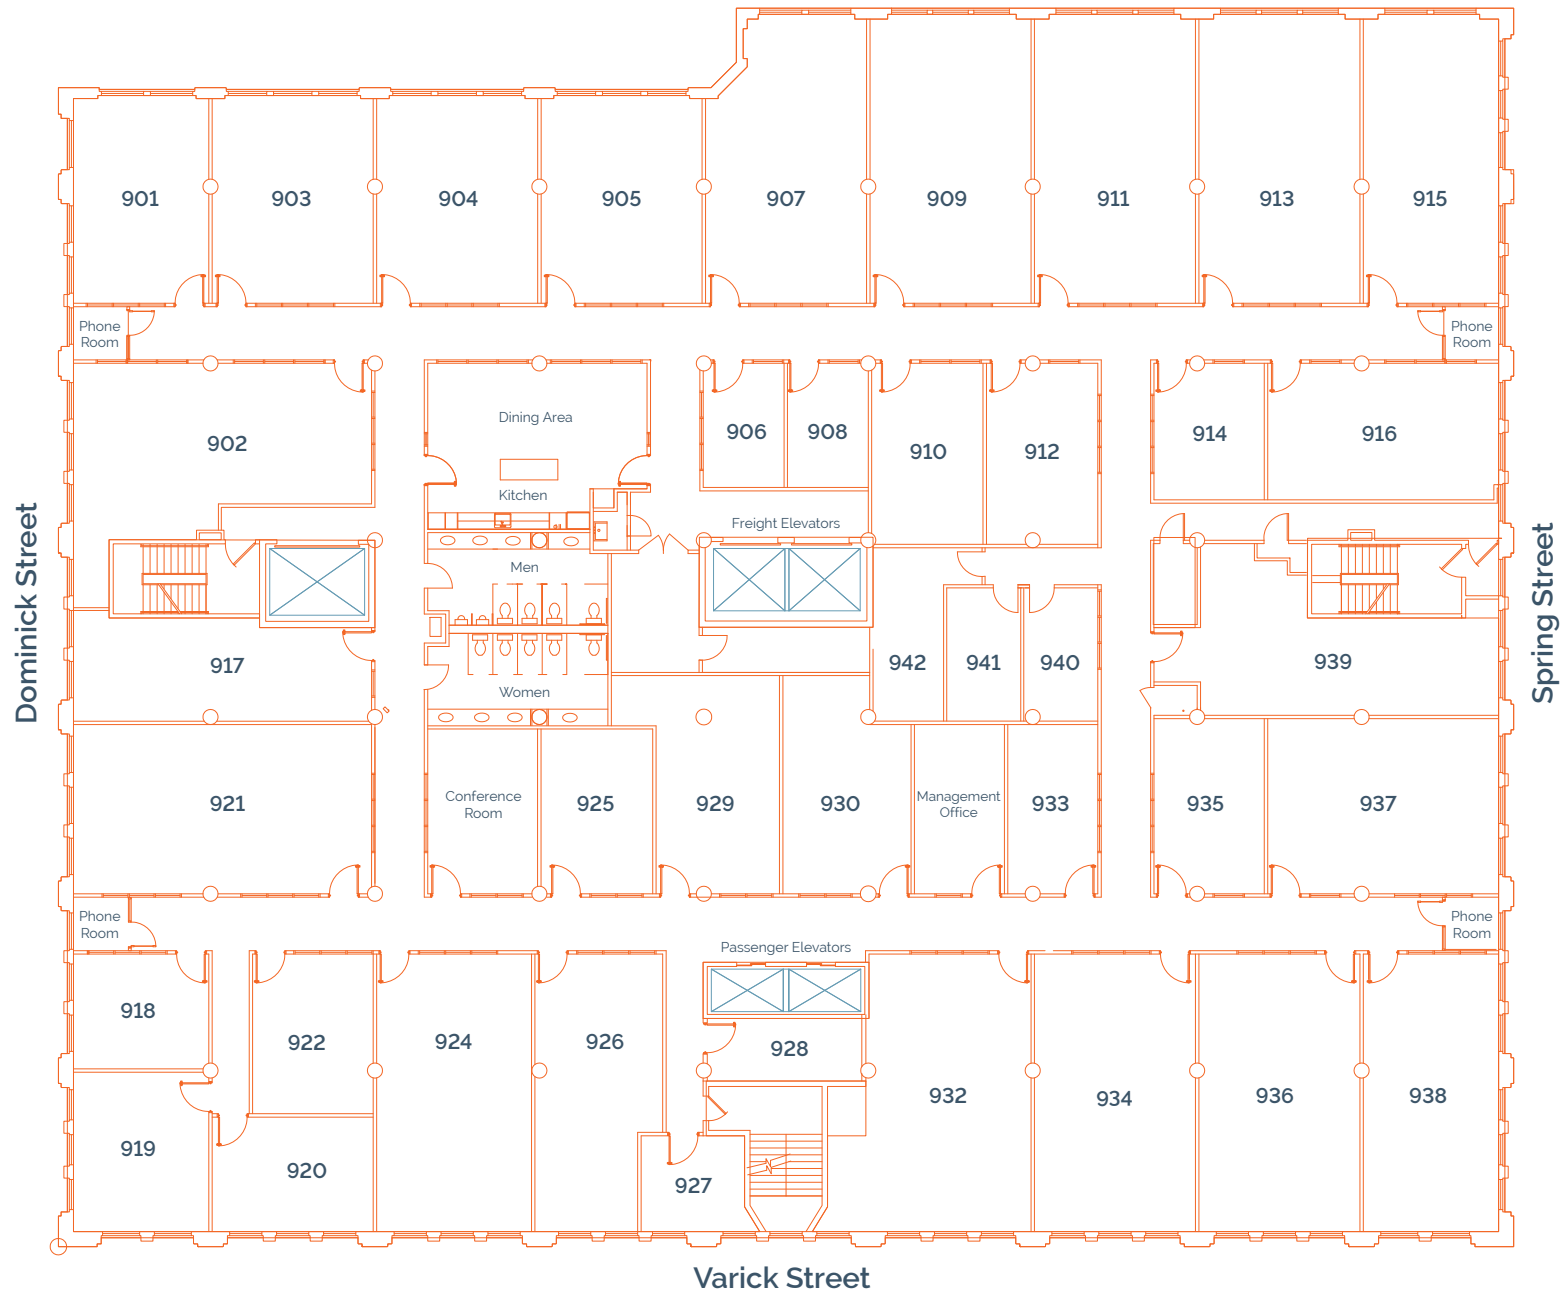 901
903
904
905
907
909
911
913
915
Phone
Room
Phone
Room
902
Dining Area
Kitchen
906
908
910
912
914
916
Freight Elevators
Men
Women
917
942
941
940
939
Dominick Street
Spring Street
921
Conference
Room
925
929
930
Management
Office
933
935
937
Phone
Room
Phone
Room
Passenger Elevators
918
922
924
926
928
932
934
936
938
919
920
927
Varick Street